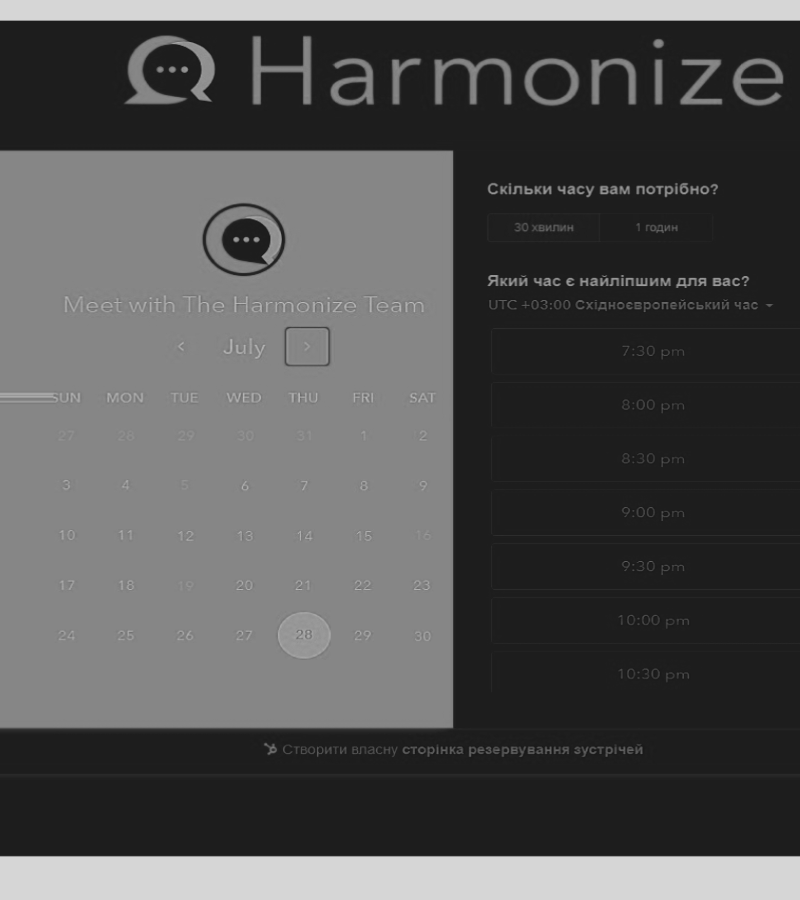 Harmonize
Meet with The Harmonize Team
< July >
SUN MON TUE WED THU FRI SAT
27 28 29 30 31 1 2
3 4 5 6 7 8 9
10 11 12 13 14 15 16
17 18 19 20 21 22 23
24 25 26 27 28 29 30
Скільки часу вам потрібно?
30 хвилин 1 годин
Який час є найліпшим для вас?
UTC +03:00 Східноєвропейський час
7:30 pm
8:00 pm
8:30 pm
9:00 pm
9:30 pm
10:00 pm
10:30 pm
Створити власну сторінка резервування зустрічей